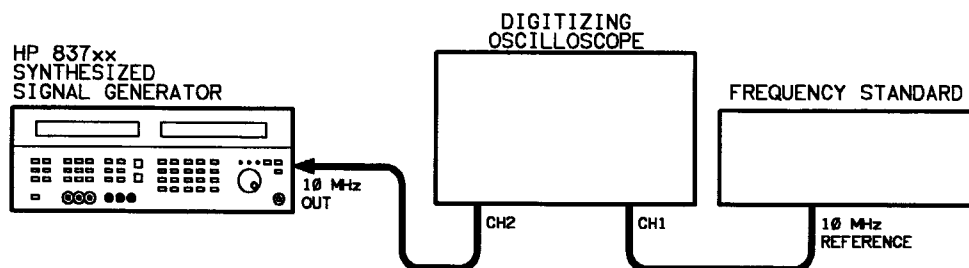 DIGITIZING
OSCILLOSCOPE
HP 837xx
SYNTHESIZED
SIGNAL GENERATOR
FREQUENCY STANDARD
10 MHz
OUT
CH2
CH1
10 MHz
REFERENCE